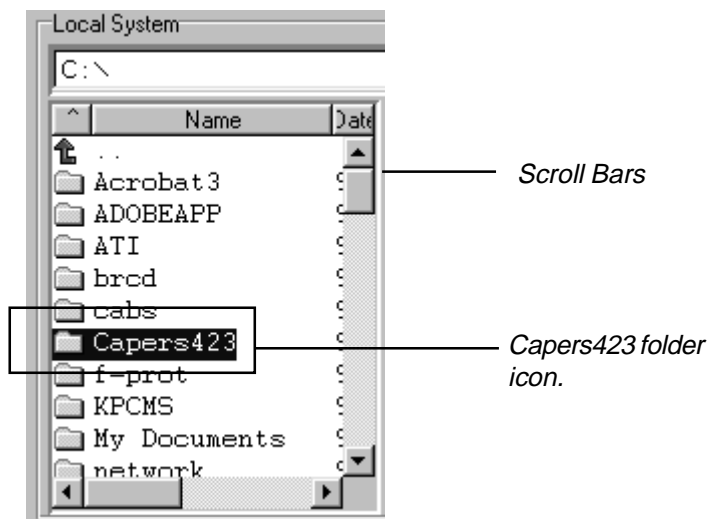 Local System
C:\
^ Name Date
..
Acrobat3
ADOBEAPP
ATI
brcd
cabs
Capers423
f-prot
KPCMS
My Documents
network
Scroll Bars
Capers423 folder
icon.